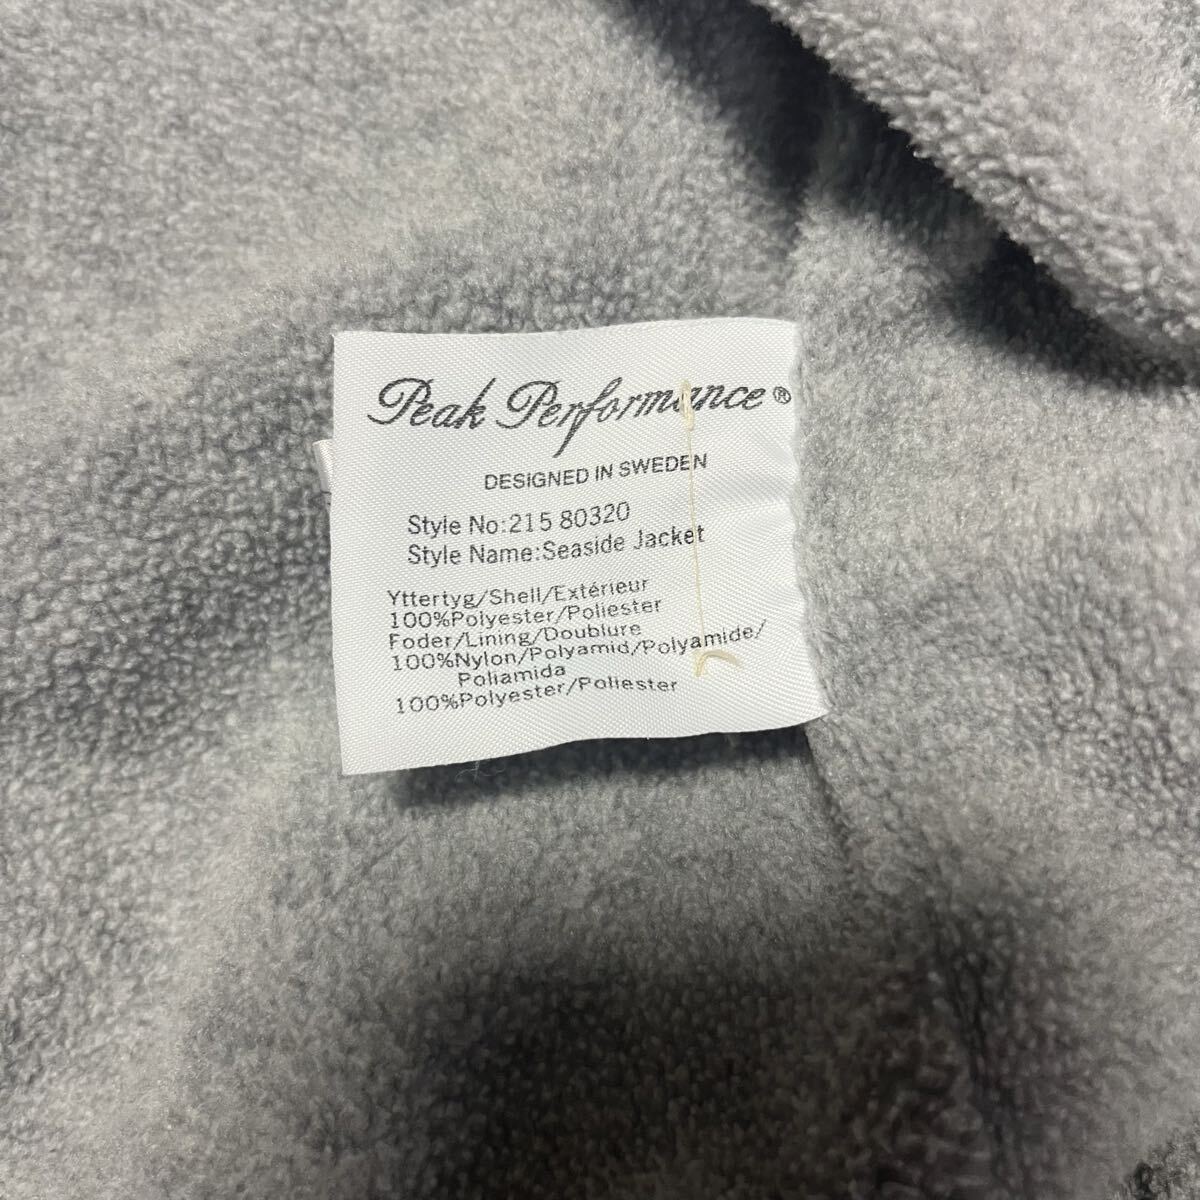 Peak Performance®
DESIGNED IN SWEDEN
Style No:215 80320
Style Name:Seaside Jacket
Yttertyg/Shell/Extérieur
100%Polyester/Poliester
Foder/Lining/Doublure
100%Nylon/Polyamid/Polyamide/
Poliamida
100%Polyester/Poliester